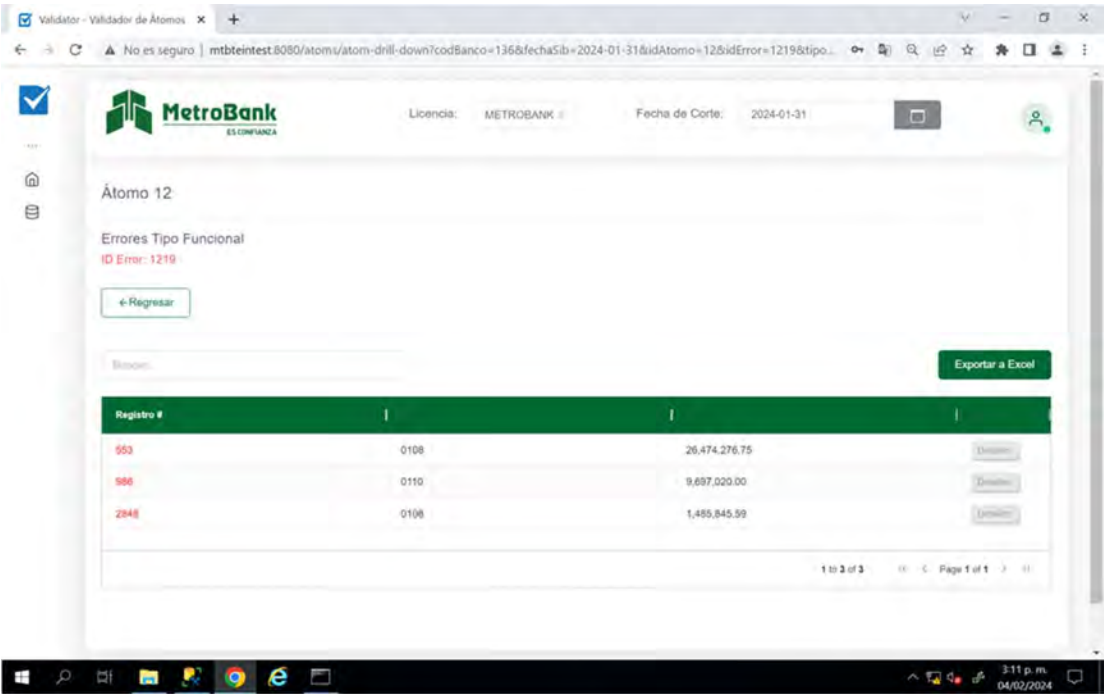 Validator - Validador de Átomos
No es seguro | mtbteintest:8080/atoms/atom-drill-down?codBanco=136&fechaSib=2024-01-31&idAtomo=12&idError=1219&tipo...
MetroBank
ES CONFIANZA
Licencia: METROBANK
Fecha de Corte: 2024-01-31
Átomo 12
Errores Tipo Funcional
ID Error: 1219
←Regresar
Buscar...
Exportar a Excel
Registro #
553 0108 26,474,276.75 Detalles
986 0110 9,697,020.00 Detalles
2848 0108 1,485,845.59 Detalles
1 to 3 of 3 Page 1 of 1
3:11 p. m.
04/02/2024